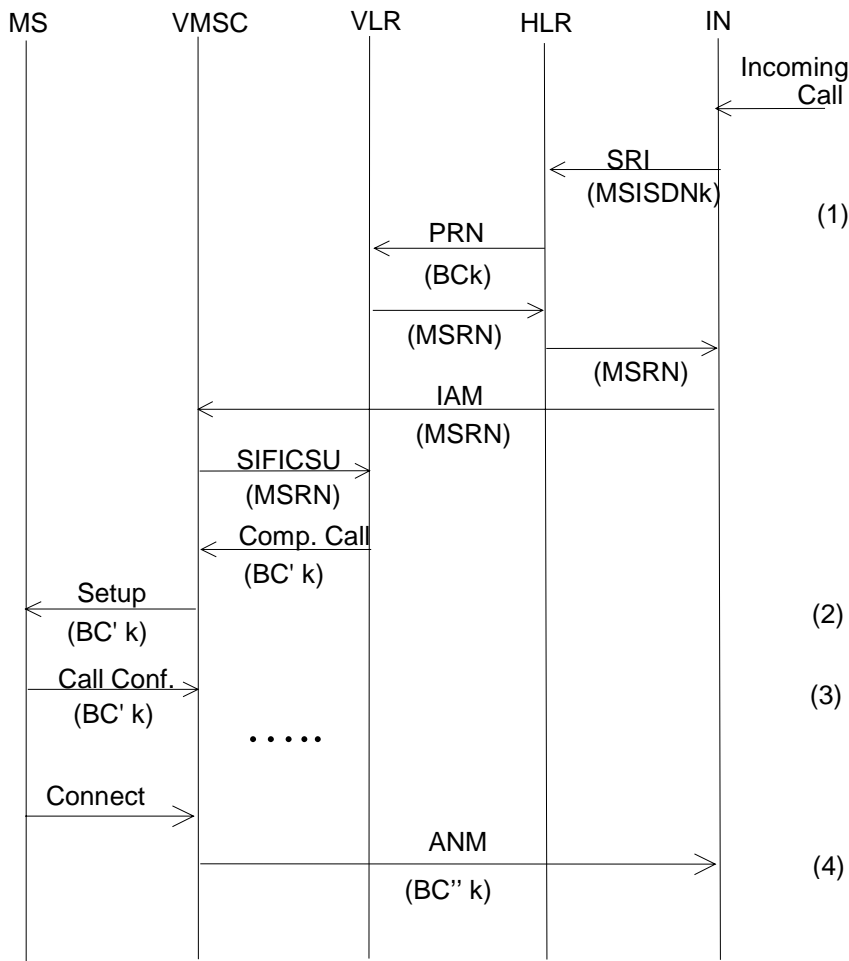 MS VMSC VLR HLR IN
Incoming
Call
SRI
(MSISDNk)
(1)
PRN
(BCk)
(MSRN)
(MSRN)
IAM
(MSRN)
SIFICSU
(MSRN)
Comp. Call
(BC' k)
Setup
(BC' k)
(2)
Call Conf.
(BC' k)
(3)
.....
Connect
ANM
(BC’’ k)
(4)